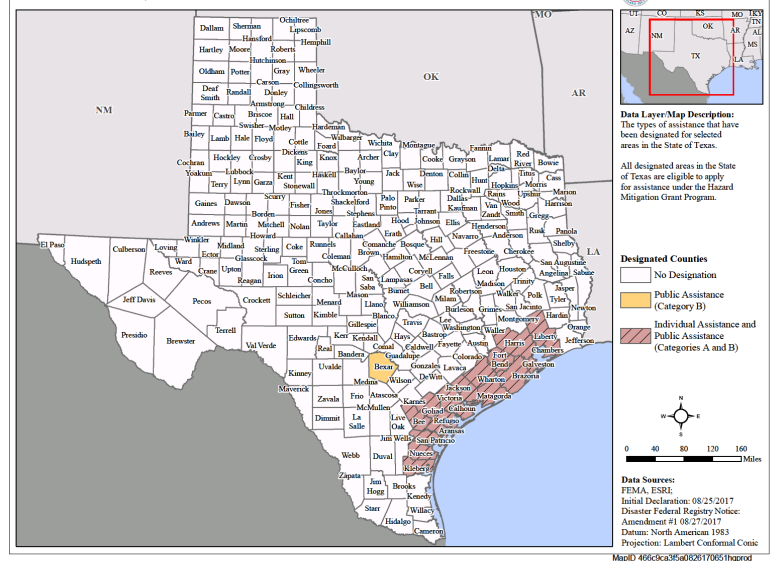 MO
UT
CO
KS
MO
KY
TN
OK
AZ
NM
AR
AL
MS
TX
LA
NM
OK
AR
LA
Ochiltree
Dallam
Sherman
Lipscomb
Hansford
Hemphill
Hartley
Moore
Roberts
Hutchinson
Oldham
Potter
Gray
Wheeler
Carson
Collingsworth
Deaf
Smith
Randall
Donley
Armstrong
Childress
Parmer
Castro
Briscoe
Hall
Swisher
Motley
Hardeman
Bailey
Lamb
Hale
Floyd
Cottle
Foard
Wilbarger
Wichita
Clay
Montague
Cooke
Grayson
Fannin
Lamar
Red
River
Bowie
Cochran
Hockley
Crosby
Dickens
King
Knox
Archer
Baylor
Young
Jack
Wise
Denton
Collin
Hunt
Delta
Titus
Hopkins
Morris
Cass
Marion
Yoakum
Lubbock
Terry
Lynn
Garza
Kent
Stonewall
Haskell
Throckmorton
Rockwall
Rains
Upshur
Wood
Harrison
Gaines
Dawson
Scurry
Borden
Fisher
Jones
Shackelford
Stephens
Palo
Pinto
Parker
Tarrant
Dallas
Kaufman
Van
Zandt
Smith
Gregg
Andrews
Martin
Mitchell
Howard
Nolan
Taylor
Callahan
Eastland
Erath
Hood
Johnson
Ellis
Henderson
Rusk
Panola
El Paso
Hudspeth
Culberson
Loving
Winkler
Ward
Ector
Midland
Glasscock
Sterling
Coke
Runnels
Coleman
Brown
Comanche
Bosque
Hill
Navarro
Anderson
Cherokee
Shelby
Reeves
Crane
Upton
Reagan
Irion
Tom
Green
Concho
McCulloch
San
Saba
Hamilton
McLennan
Freestone
Houston
San Augustine
Angelina
Sabine
Jeff Davis
Pecos
Crockett
Schleicher
Menard
Mason
Lampasas
Burnet
Llano
Coryell
Bell
Falls
Leon
Robertson
Madison
Trinity
Walker
Polk
Jasper
Tyler
Newton
Presidio
Brewster
Terrell
Val Verde
Sutton
Kimble
Gillespie
Blanco
Williamson
Milam
Burleson
Grimes
San Jacinto
Montgomery
Hardin
Orange
Jefferson
Edwards
Kerr
Real
Bandera
Kendall
Comal
Hays
Travis
Bastrop
Lee
Washington
Fayette
Austin
Waller
Harris
Liberty
Chambers
Kinney
Uvalde
Medina
Bexar
Guadalupe
Caldwell
Gonzales
Lavaca
Colorado
Fort
Bend
Galveston
Brazoria
Maverick
Zavala
Frio
Atascosa
Wilson
DeWitt
Jackson
Wharton
Matagorda
Dimmit
La
Salle
McMullen
Live
Oak
Karnes
Goliad
Victoria
Calhoun
Bee
Refugio
Aransas
San Patricio
Webb
Duval
Jim Wells
Nueces
Kleberg
Zapata
Jim
Hogg
Brooks
Kenedy
Starr
Hidalgo
Willacy
Cameron
Data Layer/Map Description:
The types of assistance that have
been designated for selected
areas in the State of Texas.
All designated areas in the State
of Texas are eligible to apply
for assistance under the Hazard
Mitigation Grant Program.
Designated Counties
No Designation
Public Assistance
(Category B)
Individual Assistance and
Public Assistance
(Categories A and B)
N
W E
S
0 40 80 120 160
Miles
Data Sources:
FEMA, ESRI;
Initial Declaration: 08/25/2017
Disaster Federal Registry Notice:
Amendment #1 08/27/2017
Datum: North American 1983
Projection: Lambert Conformal Conic
MapID 466c9ca3f5a0826170651hqprod